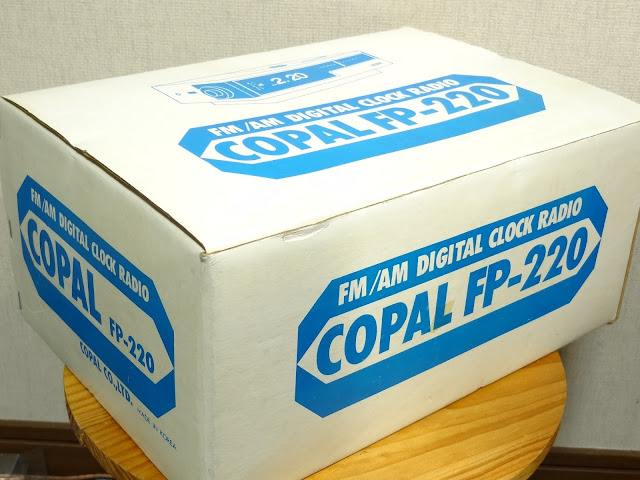 2:20
FM/AM DIGITAL CLOCK RADIO
COPAL FP-220
FM/AM DIGITAL CLOCK RADIO
COPAL
FP-220
COPAL CO.,LTD.
MADE IN KOREA
FM/AM DIGITAL CLOCK RADIO
COPAL FP-220